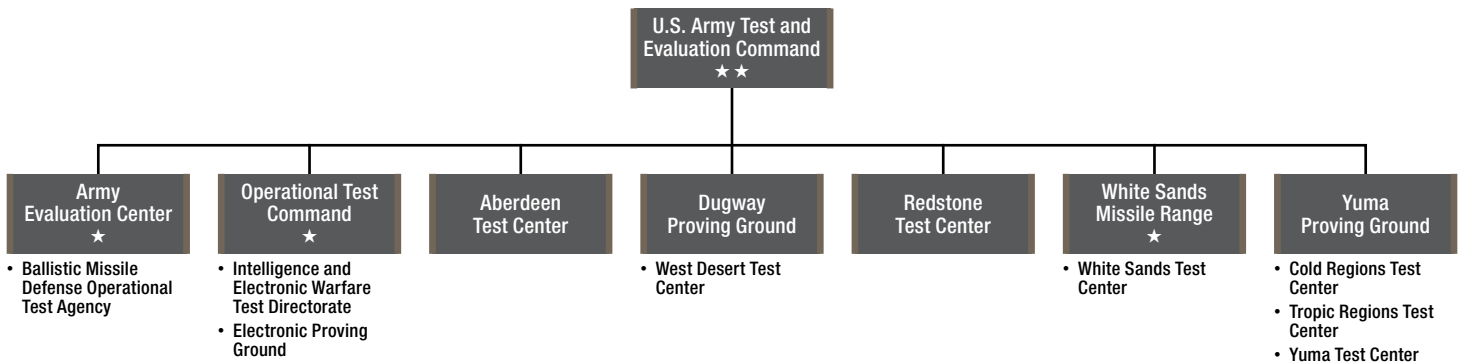 U.S. Army Test and
Evaluation Command
★ ★
Army
Evaluation Center
★
• Ballistic Missile
Defense Operational
Test Agency
Operational Test
Command
★
• Intelligence and
Electronic Warfare
Test Directorate
• Electronic Proving
Ground
Aberdeen
Test Center
Dugway
Proving Ground
• West Desert Test
Center
Redstone
Test Center
White Sands
Missile Range
★
• White Sands Test
Center
Yuma
Proving Ground
• Cold Regions Test
Center
• Tropic Regions Test
Center
• Yuma Test Center